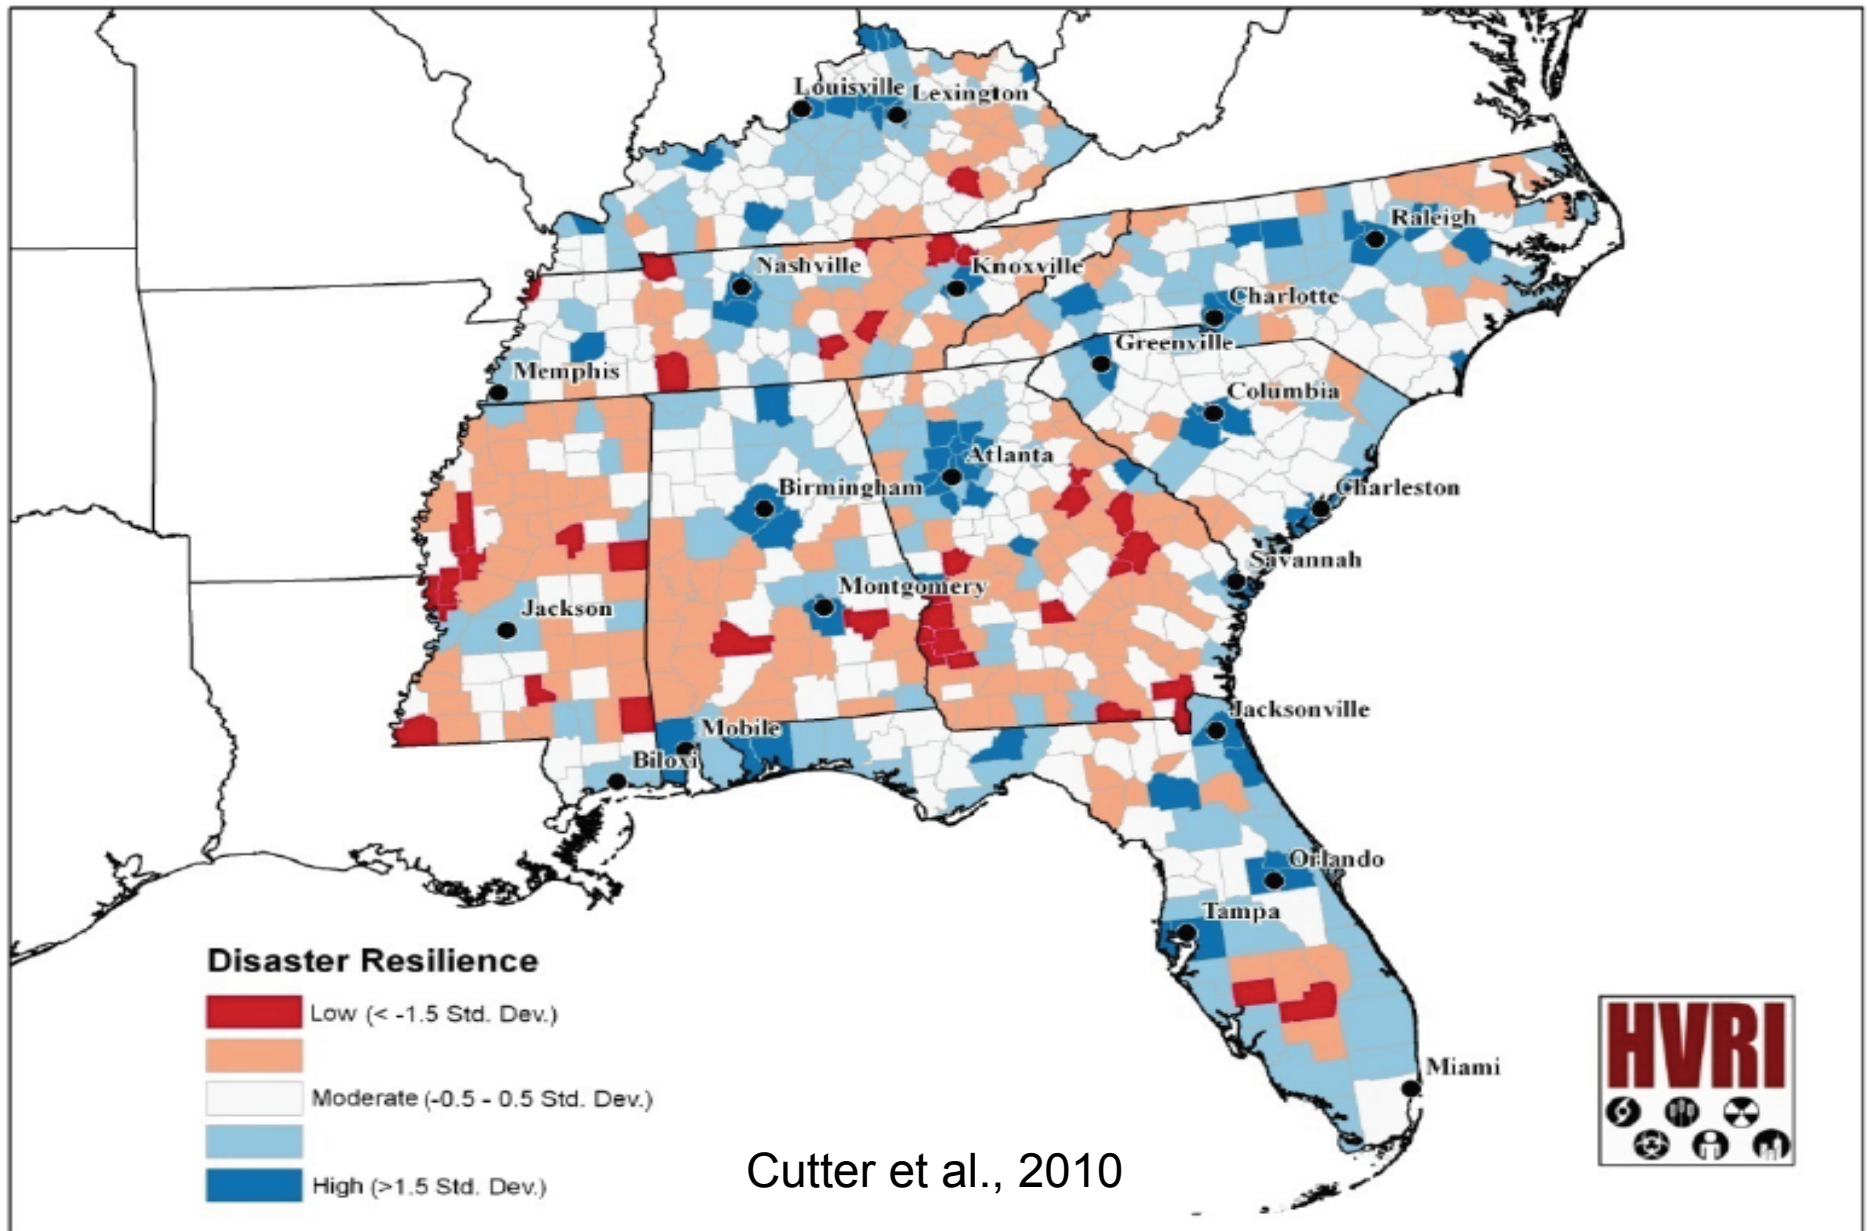 Louisville
Lexington
Raleigh
Nashville
Knoxville
Charlotte
Greenville
Memphis
Columbia
Atlanta
Birmingham
Charleston
Savannah
Montgomery
Jackson
Jacksonville
Mobile
Biloxi
Orlando
Tampa
Miami
Disaster Resilience
Low (< -1.5 Std. Dev.)
Moderate (-0.5 - 0.5 Std. Dev.)
High (>1.5 Std. Dev.)
Cutter et al., 2010
HVRI